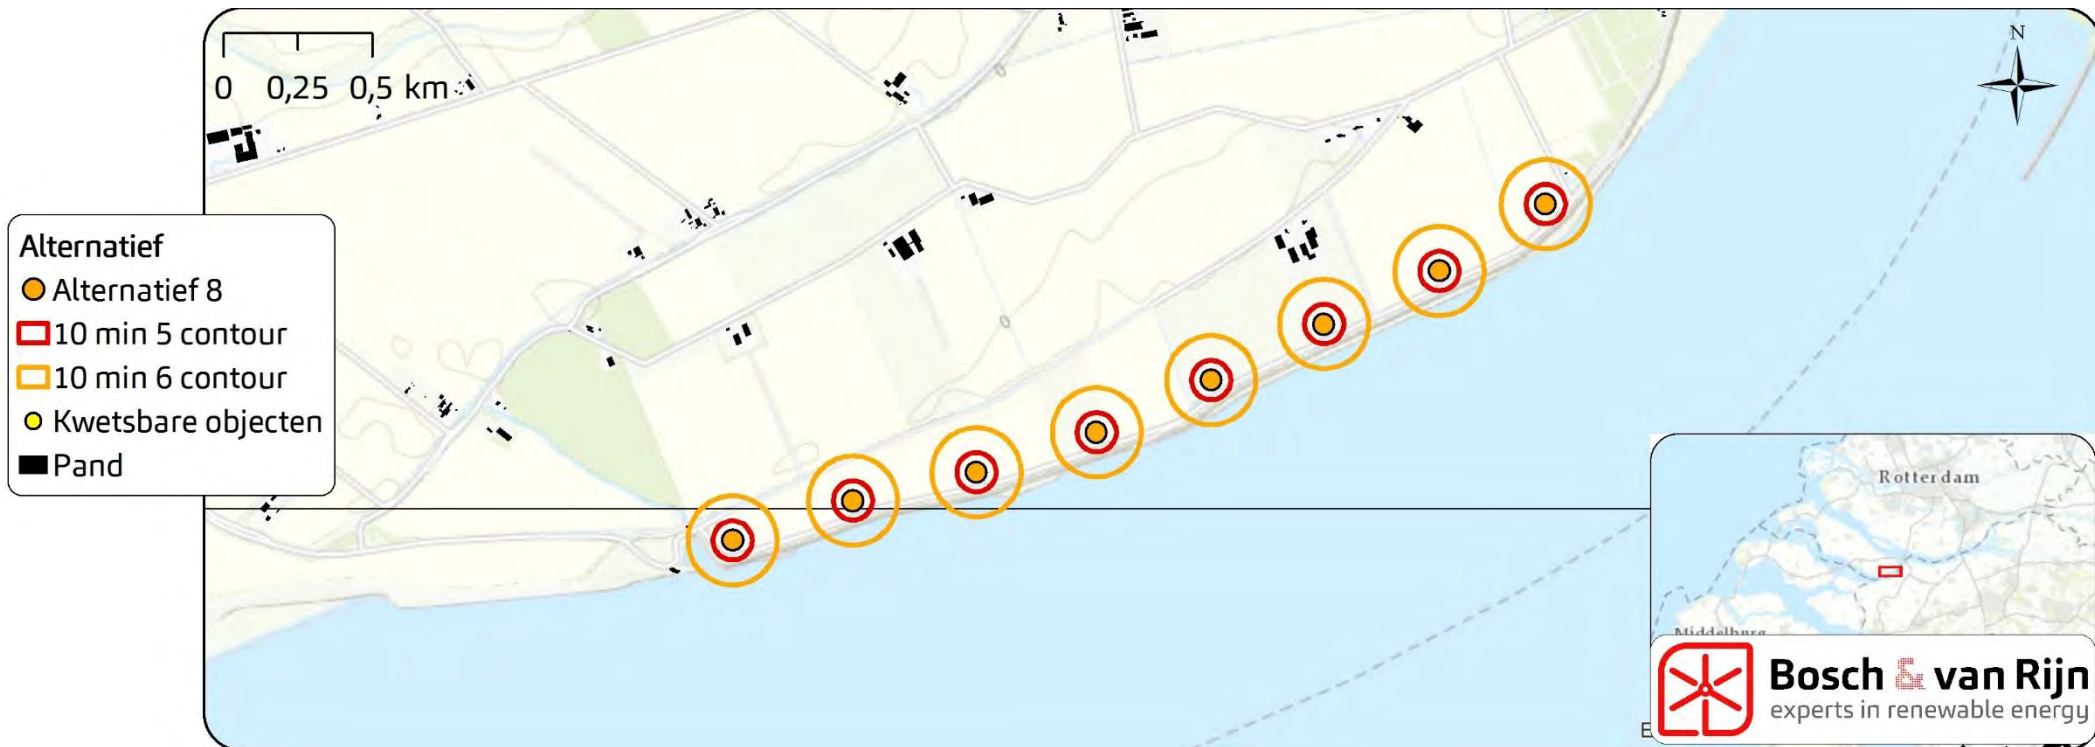 0 0,25 0,5 km
N
Alternatief
Alternatief 8
10 min 5 contour
10 min 6 contour
Kwetsbare objecten
Pand
Rotterdam
Middelburg
Bosch & van Rijn
experts in renewable energy